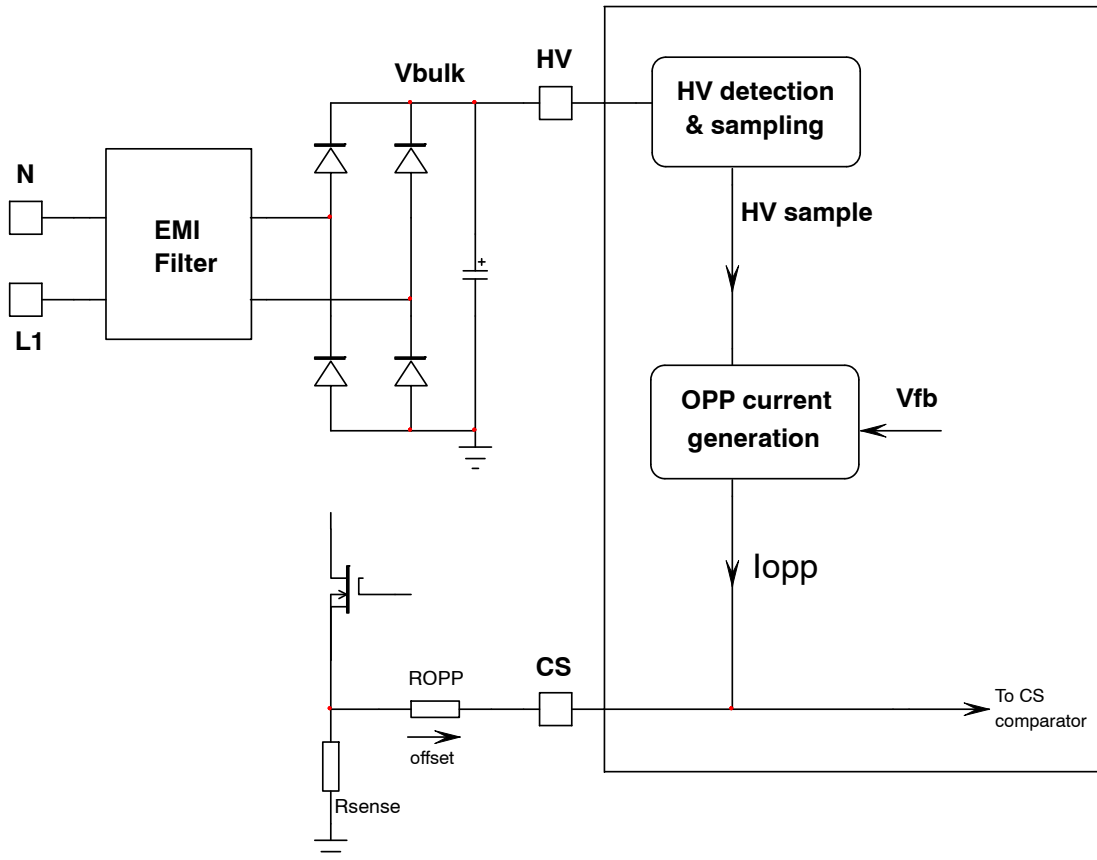 Vbulk
HV
HV detection
& sampling
N
EMI
Filter
L1
+
HV sample
OPP current
generation
Vfb
Iopp
ROPP
CS
offset
To CS
comparator
Rsense